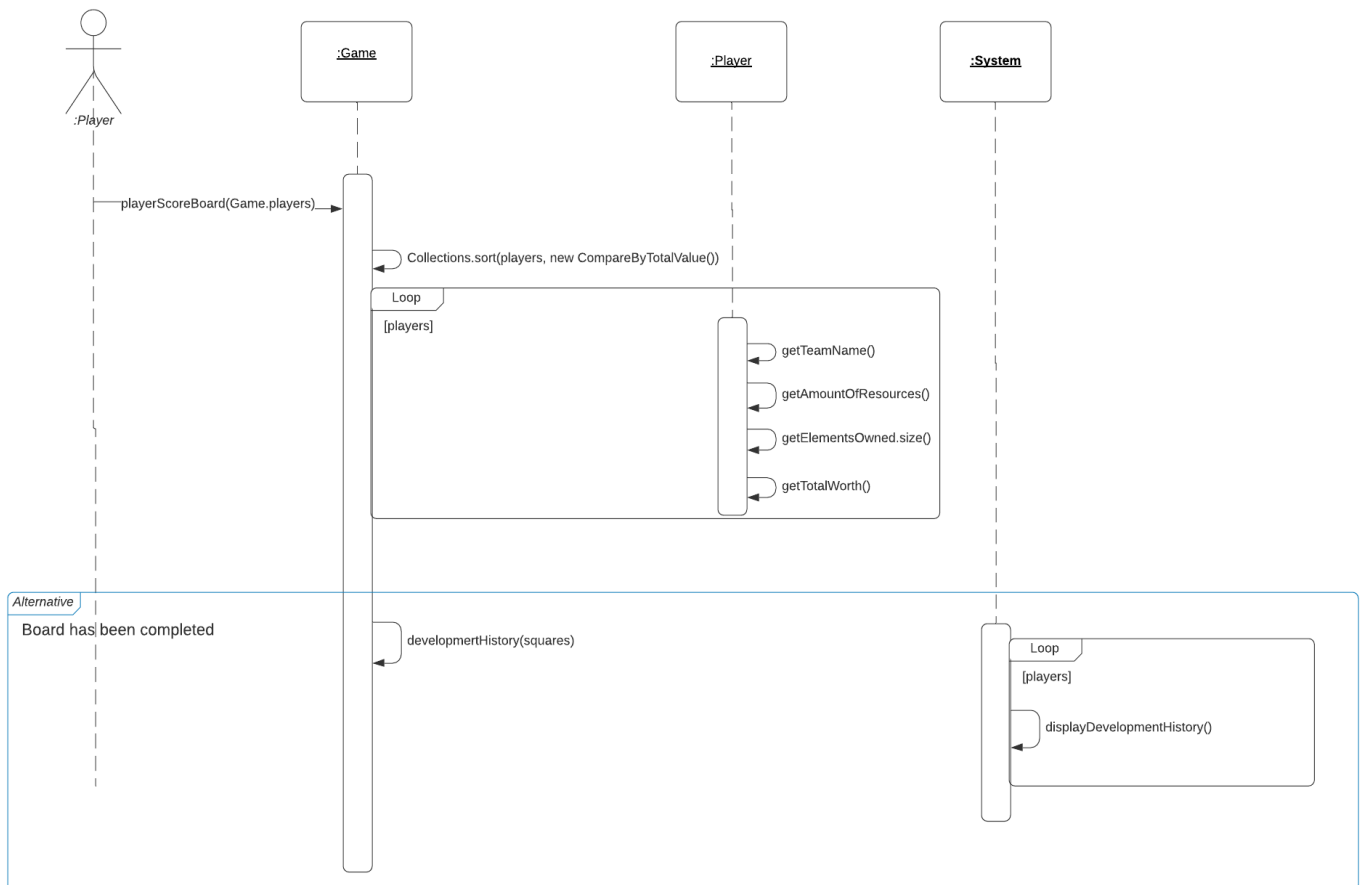 :Game
:Player
:System
:Player
playerScoreBoard(Game.players)
Collections.sort(players, new CompareByTotalValue())
Loop
[players]
getTeamName()
getAmountOfResources()
getElementsOwned.size()
getTotalWorth()
Alternative
Board has been completed
developmertHistory(squares)
Loop
[players]
displayDevelopmentHistory()